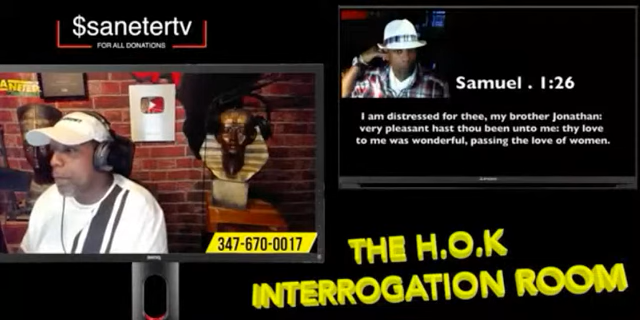 $sanetertv
FOR ALL DONATIONS
Samuel . 1:26
I am distressed for thee, my brother Jonathan:
very pleasant hast thou been unto me: thy love
to me was wonderful, passing the love of women.
347-670-0017
THE H.O.K
INTERROGATION ROOM
BENQ